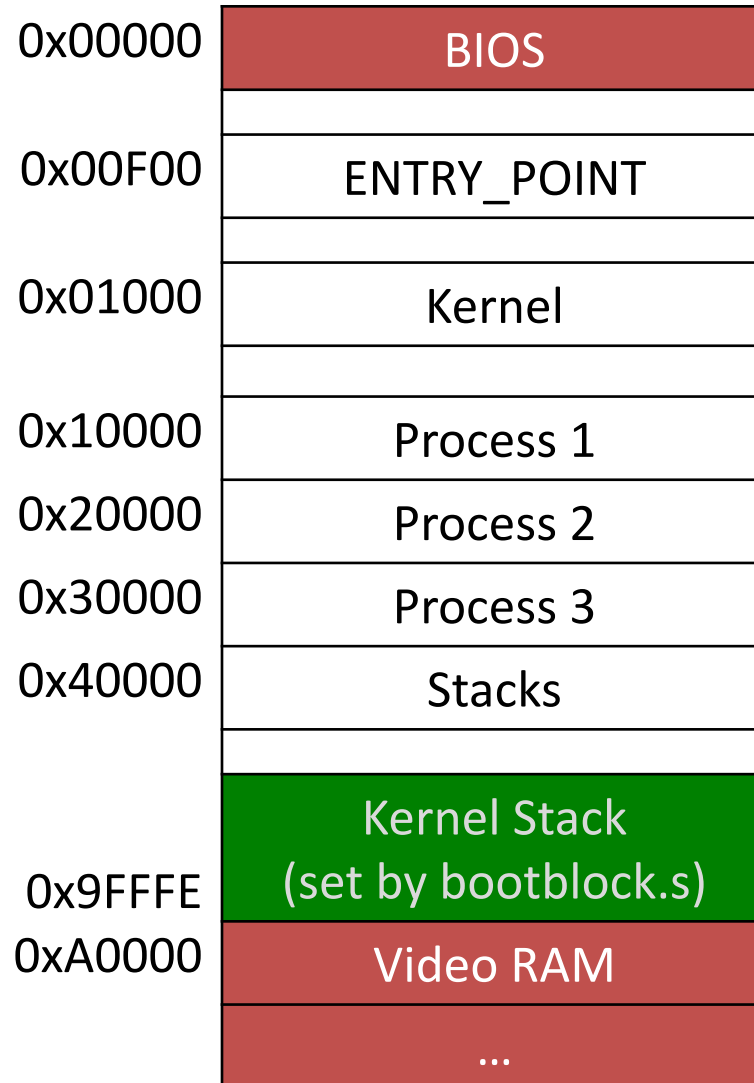 0x00000 BIOS
0x00F00 ENTRY_POINT
0x01000 Kernel
0x10000 Process 1
0x20000 Process 2
0x30000 Process 3
0x40000 Stacks
Kernel Stack
0x9FFFE (set by bootblock.s)
0xA0000 Video RAM
...